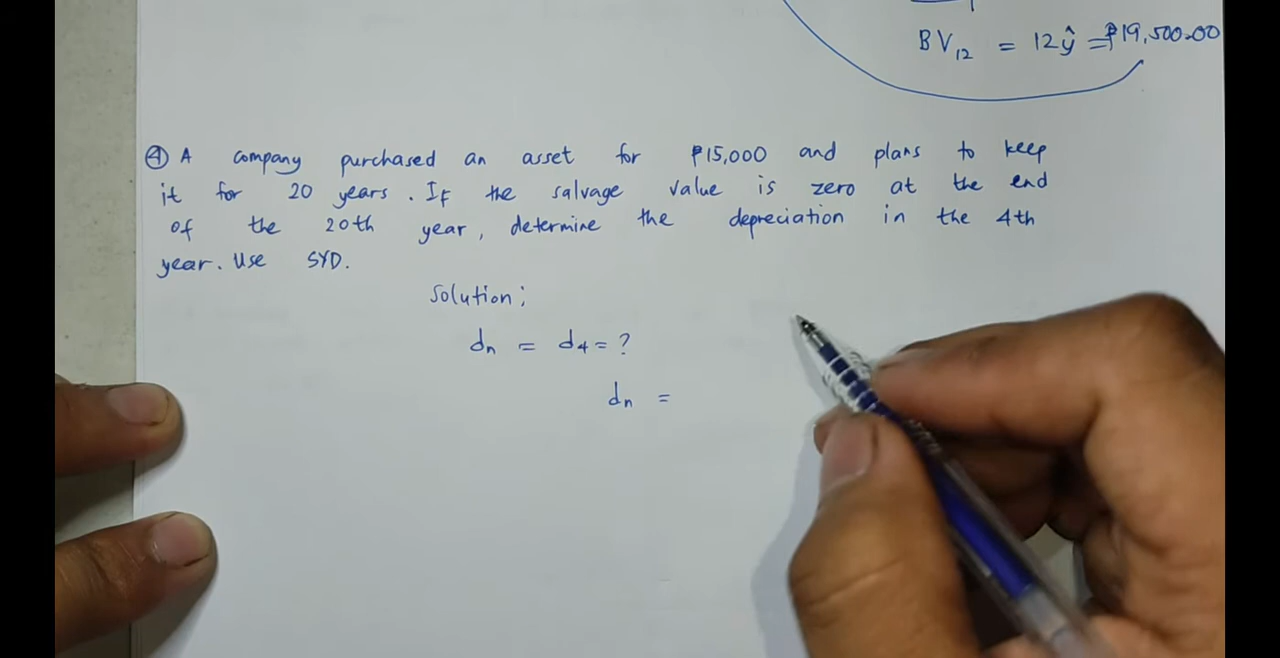 BV12 = 12ŷ = ₱19,500.00
④ A company purchased an asset for ₱15,000 and plans to keep
it for 20 years. If the salvage value is zero at the end
of the 20th year, determine the depreciation in the 4th
year. Use SYD.
Solution;
dn = d4 = ?
dn =